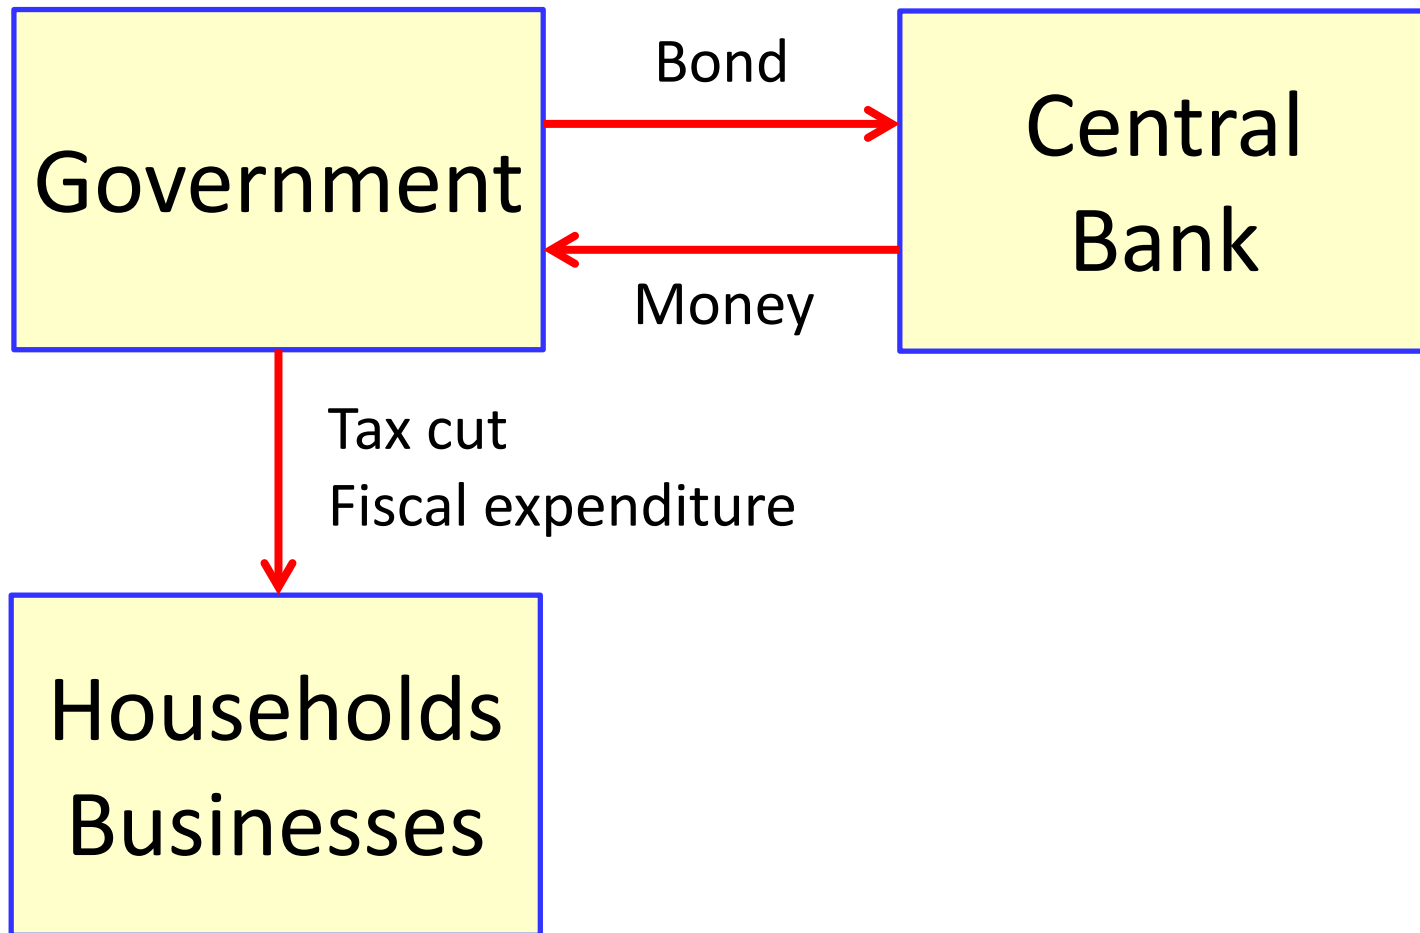 Government
Bond
Money
Central
Bank
Tax cut
Fiscal expenditure
Households
Businesses